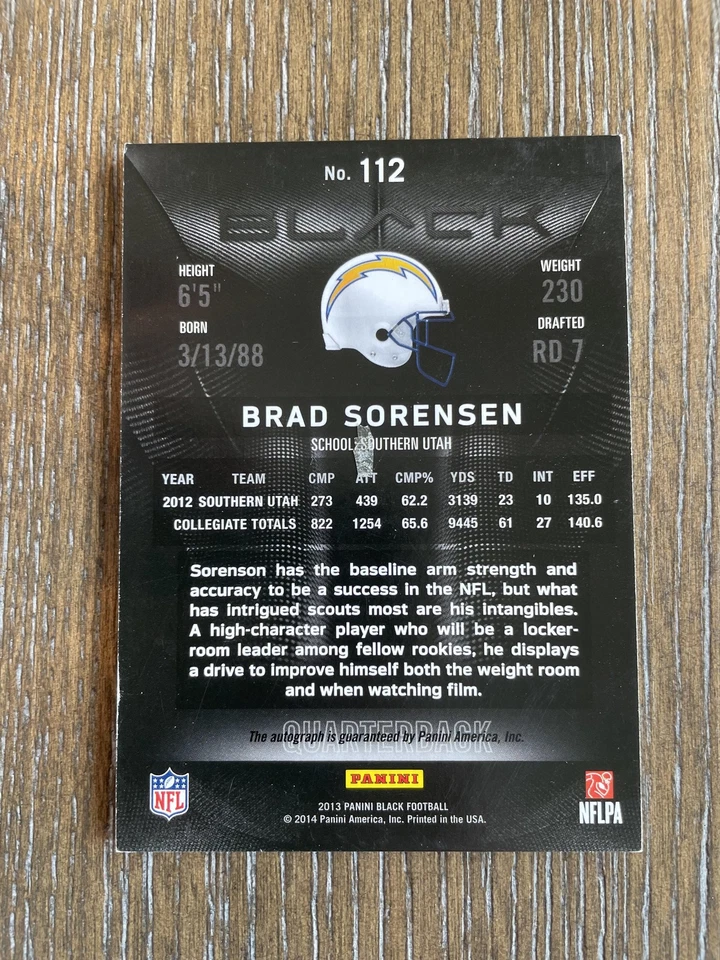 No. 112
BLACK
HEIGHT
6'5"
WEIGHT
230
BORN
3/13/88
DRAFTED
RD 7
BRAD SORENSEN
SCHOOL: SOUTHERN UTAH
YEAR TEAM CMP ATT CMP% YDS TD INT EFF
2012 SOUTHERN UTAH 273 439 62.2 3139 23 10 135.0
COLLEGIATE TOTALS 822 1254 65.6 9445 61 27 140.6
Sorenson has the baseline arm strength and
accuracy to be a success in the NFL, but what
has intrigued scouts most are his intangibles.
A high-character player who will be a locker-
room leader among fellow rookies, he displays
a drive to improve himself both the weight room
and when watching film.
QUARTERBACK
The autograph is guaranteed by Panini America, Inc.
PANINI
NFL
NFLPA
2013 PANINI BLACK FOOTBALL
© 2014 Panini America, Inc. Printed in the USA.